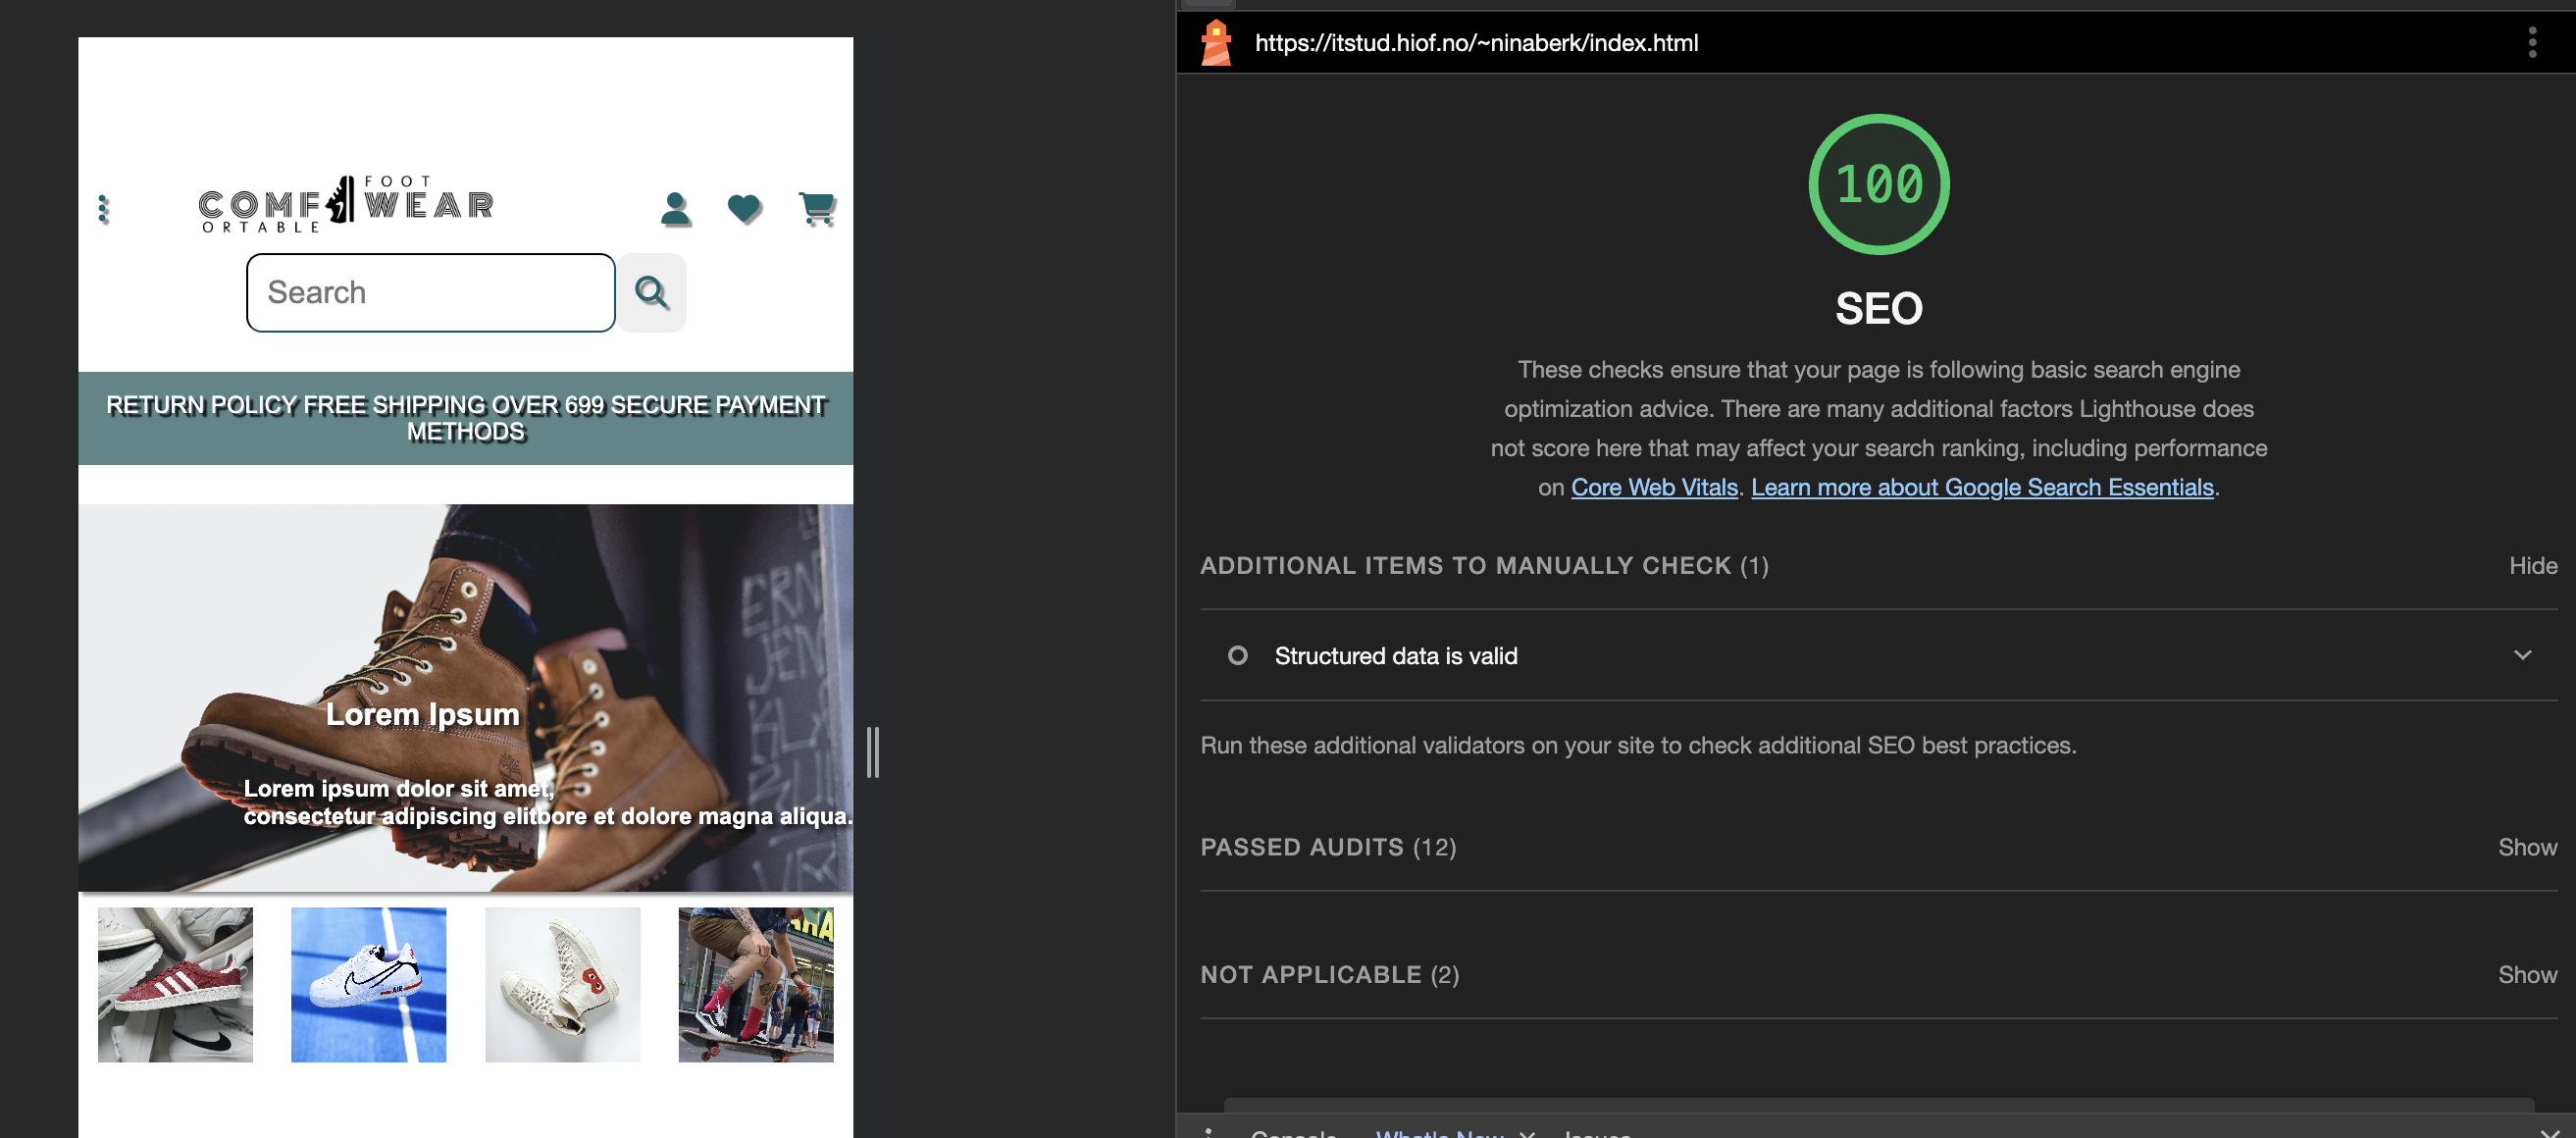 https://itstud.hiof.no/~ninaberk/index.html
FOOT
COMF WEAR
ORTABLE
Search
RETURN POLICY FREE SHIPPING OVER 699 SECURE PAYMENT
METHODS
Lorem Ipsum
Lorem ipsum dolor sit amet,
consectetur adipiscing elitbore et dolore magna aliqua.
AIR
100
SEO
These checks ensure that your page is following basic search engine
optimization advice. There are many additional factors Lighthouse does
not score here that may affect your search ranking, including performance
on Core Web Vitals. Learn more about Google Search Essentials.
ADDITIONAL ITEMS TO MANUALLY CHECK (1)
Hide
Structured data is valid
Run these additional validators on your site to check additional SEO best practices.
PASSED AUDITS (12)
Show
NOT APPLICABLE (2)
Show
Console What's New Issues